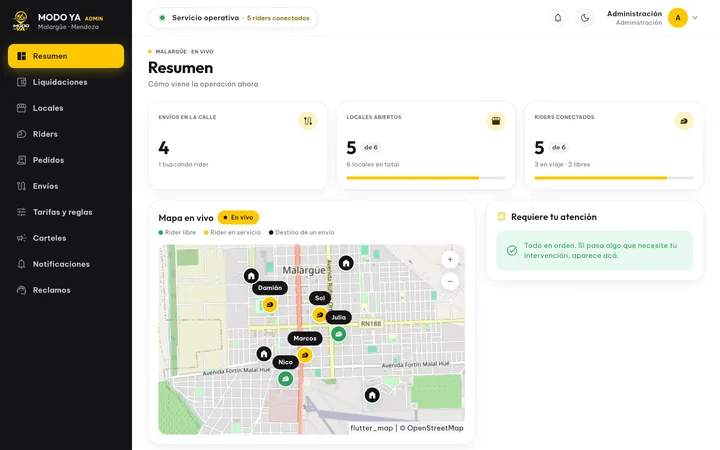 MODO YA ADMIN
Malargüe · Mendoza
Resumen
Liquidaciones
Locales
Riders
Pedidos
Envíos
Tarifas y reglas
Carteles
Notificaciones
Reclamos
Servicio operativo · 5 riders conectados
Administración
Administración
A
MALARGÜE · EN VIVO
Resumen
Cómo viene la operación ahora
ENVÍOS EN LA CALLE
4
1 buscando rider
LOCALES ABIERTOS
5 de 6
6 locales en total
RIDERS CONECTADOS
5 de 6
3 en viaje · 2 libres
Mapa en vivo
En vivo
Rider libre
Rider en servicio
Destino de un envío
Malargüe
Damián
Sol
Julia
RN188
Marcos
Nico
Avenida Fortín Malal Hué
Avenida Fortín Malal Hué
+
−
flutter_map | © OpenStreetMap
Requiere tu atención
Todo en orden. Si pasa algo que necesite tu
intervención, aparece acá.